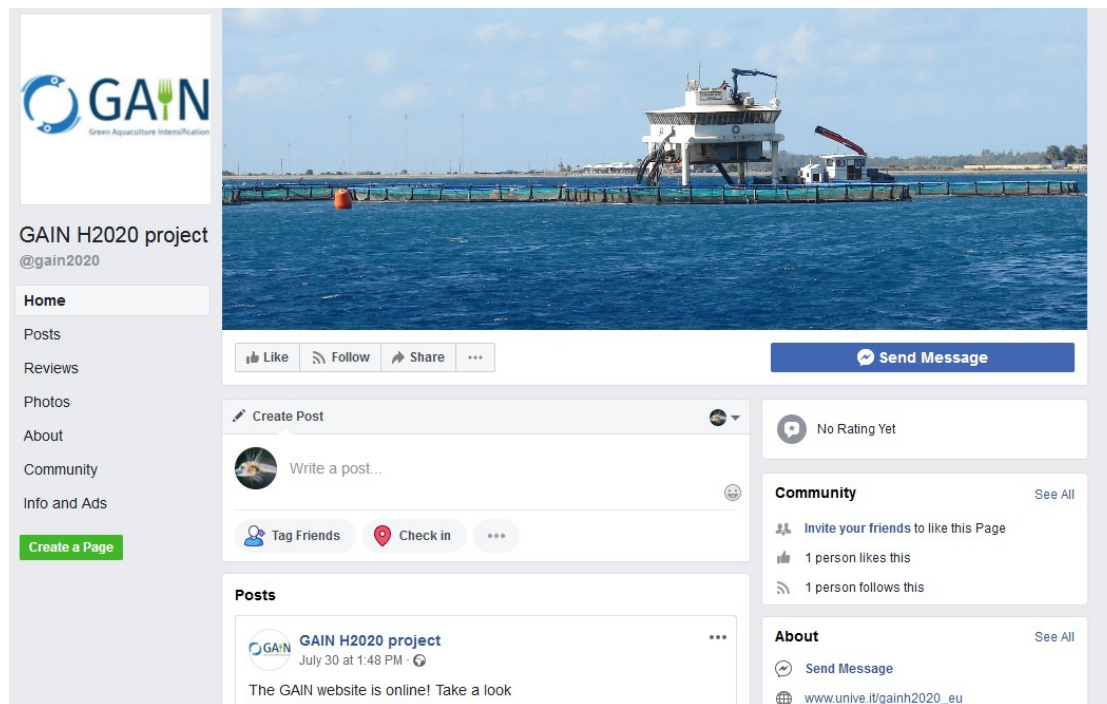 GAIN
Green Aquaculture Intensification
GAIN H2020 project
@gain2020
Home
Posts
Reviews
Photos
About
Community
Info and Ads
Create a Page
Like
Follow
Share
Send Message
Create Post
Write a post...
Tag Friends
Check in
Posts
GAIN
GAIN H2020 project
July 30 at 1:48 PM ·
The GAIN website is online! Take a look
No Rating Yet
Community
See All
Invite your friends to like this Page
1 person likes this
1 person follows this
About
See All
Send Message
www.unive.it/gainh2020_eu